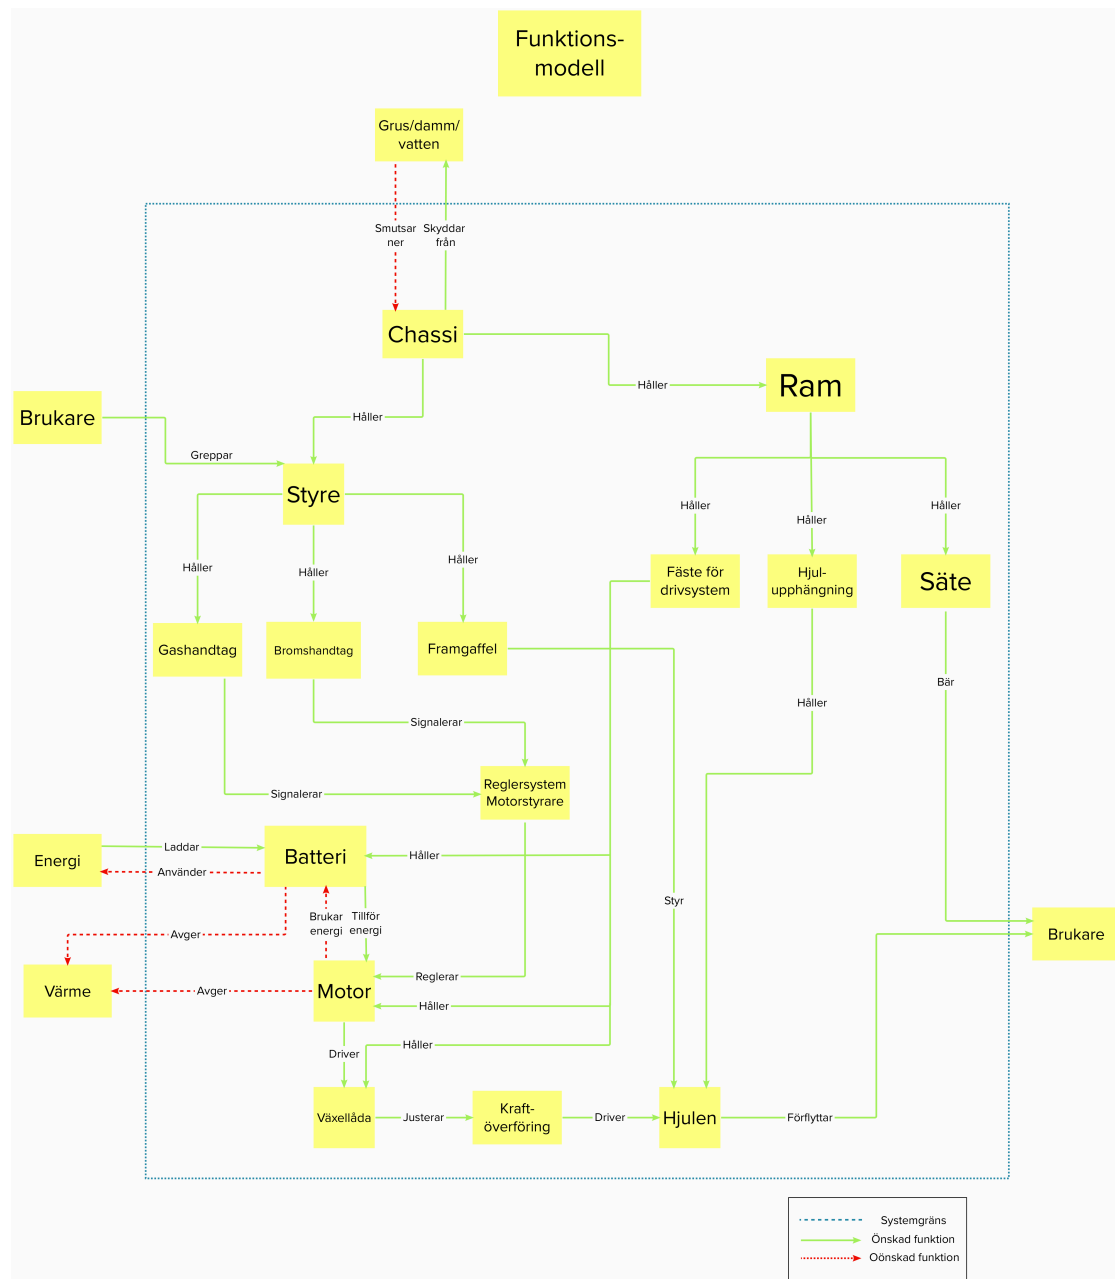 Funktions-
modell
Grus/damm/
vatten
Smutsar
ner
Skyddar
från
Chassi
Håller
Ram
Brukare
Håller
Greppar
Styre
Håller
Håller
Håller
Håller
Håller
Håller
Fäste för
drivsystem
Hjul-
upphängning
Säte
Gashandtag
Bromshandtag
Framgaffel
Bär
Håller
Signalerar
Reglersystem
Motorstyrare
Signalerar
Energi
Laddar
Använder
Batteri
Håller
Styr
Brukar
energi
Tillför
energi
Avger
Brukare
Värme
Avger
Motor
Reglerar
Håller
Håller
Driver
Växellåda
Justerar
Kraft-
överföring
Driver
Hjulen
Förflyttar
Systemgräns
Önskad funktion
Oönskad funktion